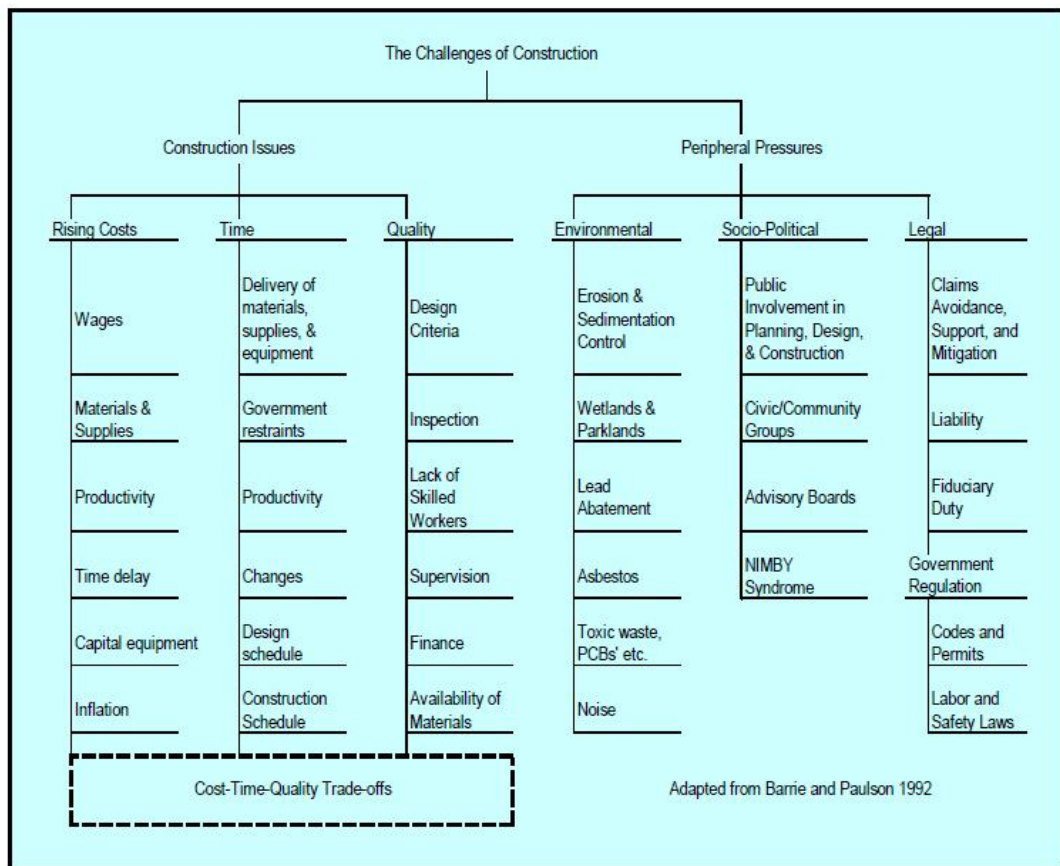 The Challenges of Construction
Construction Issues
Peripheral Pressures
Rising Costs
Time
Quality
Environmental
Socio-Political
Legal
Wages
Delivery of
materials,
supplies, &
equipment
Design
Criteria
Erosion &
Sedimentation
Control
Public
Involvement in
Planning, Design,
& Construction
Claims
Avoidance,
Support, and
Mitigation
Materials &
Supplies
Government
restraints
Inspection
Wetlands &
Parklands
Civic/Community
Groups
Liability
Productivity
Productivity
Lack of
Skilled
Workers
Lead
Abatement
Advisory Boards
Fiduciary
Duty
Time delay
Changes
Supervision
Asbestos
NIMBY
Syndrome
Government
Regulation
Capital equipment
Design
schedule
Finance
Toxic waste,
PCBs' etc.
Codes and
Permits
Inflation
Construction
Schedule
Availability of
Materials
Noise
Labor and
Safety Laws
Cost-Time-Quality Trade-offs
Adapted from Barrie and Paulson 1992